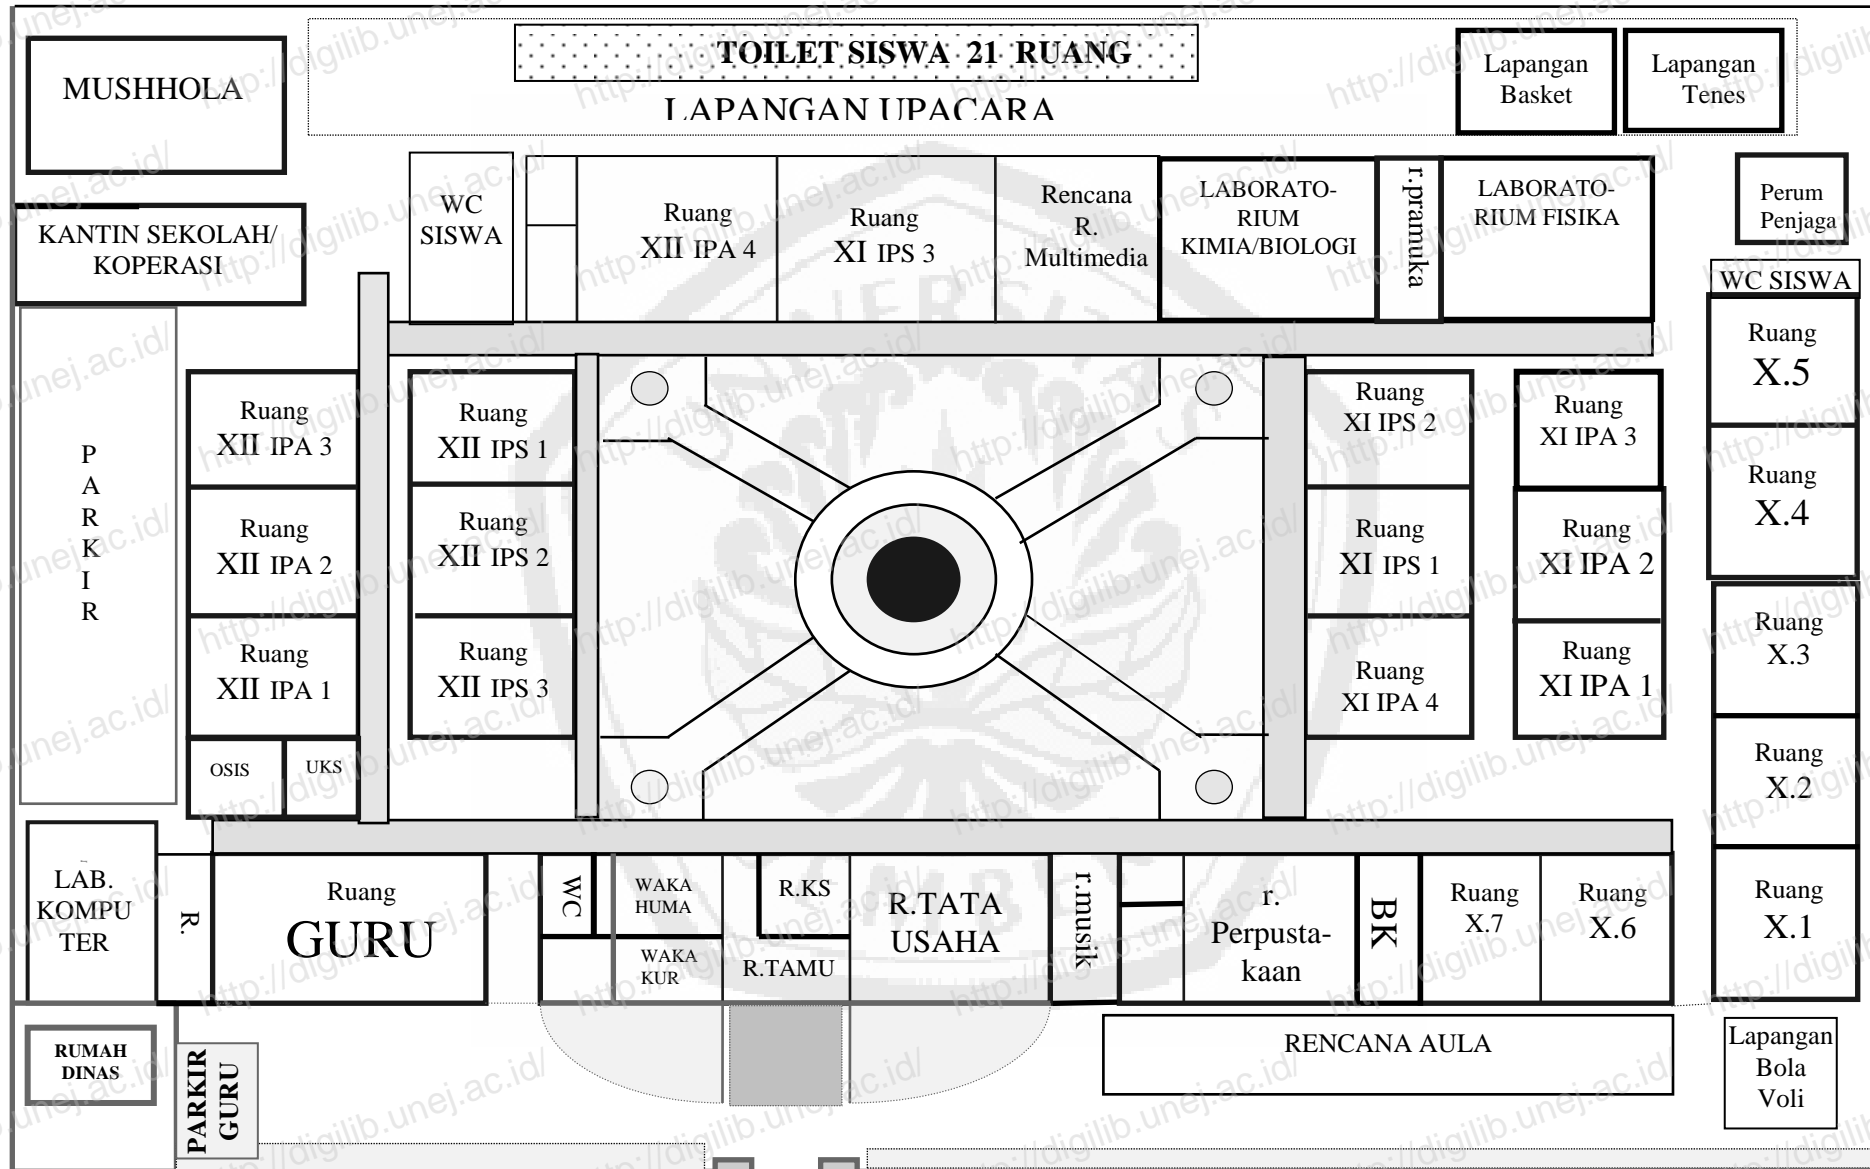 TOILET SISWA 21 RUANG
LAPANGAN UPACARA
MUSHHOLA
Lapangan
Basket
Lapangan
Tenes
KANTIN SEKOLAH/
KOPERASI
WC
SISWA
Ruang
XII IPA 4
Ruang
XI IPS 3
Rencana
R.
Multimedia
LABORATO-
RIUM
KIMIA/BIOLOGI
r.pramuka
LABORATO-
RIUM FISIKA
Perum
Penjaga
WC SISWA
P
A
R
K
I
R
Ruang
XII IPA 3
Ruang
XII IPA 2
Ruang
XII IPA 1
OSIS
UKS
Ruang
XII IPS 1
Ruang
XII IPS 2
Ruang
XII IPS 3
Ruang
XI IPS 2
Ruang
XI IPS 1
Ruang
XI IPA 4
Ruang
XI IPA 3
Ruang
XI IPA 2
Ruang
XI IPA 1
Ruang
X.5
Ruang
X.4
Ruang
X.3
Ruang
X.2
Ruang
X.1
LAB.
KOMPU
TER
R.
Ruang
GURU
WC
WAKA
HUMA
WAKA
KUR
R.KS
R.TAMU
R.TATA
USAHA
r.musik
r.
Perpusta-
kaan
BK
Ruang
X.7
Ruang
X.6
RUMAH
DINAS
PARKIR
GURU
RENCANA AULA
Lapangan
Bola
Voli
http://digilib.unej.ac.id/